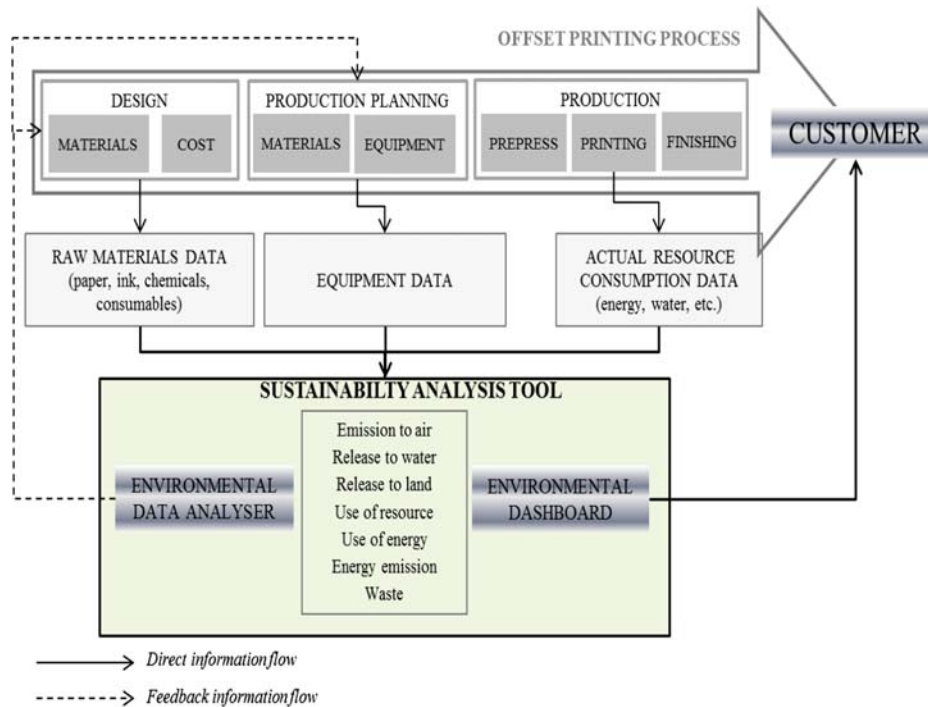 OFFSET PRINTING PROCESS
DESIGN
MATERIALS
COST
PRODUCTION PLANNING
MATERIALS
EQUIPMENT
PRODUCTION
PREPRESS
PRINTING
FINISHING
CUSTOMER
RAW MATERIALS DATA
(paper, ink, chemicals,
consumables)
EQUIPMENT DATA
ACTUAL RESOURCE
CONSUMPTION DATA
(energy, water, etc.)
SUSTAINABILTY ANALYSIS TOOL
ENVIRONMENTAL
DATA ANALYSER
Emission to air
Release to water
Release to land
Use of resource
Use of energy
Energy emission
Waste
ENVIRONMENTAL
DASHBOARD
Direct information flow
Feedback information flow